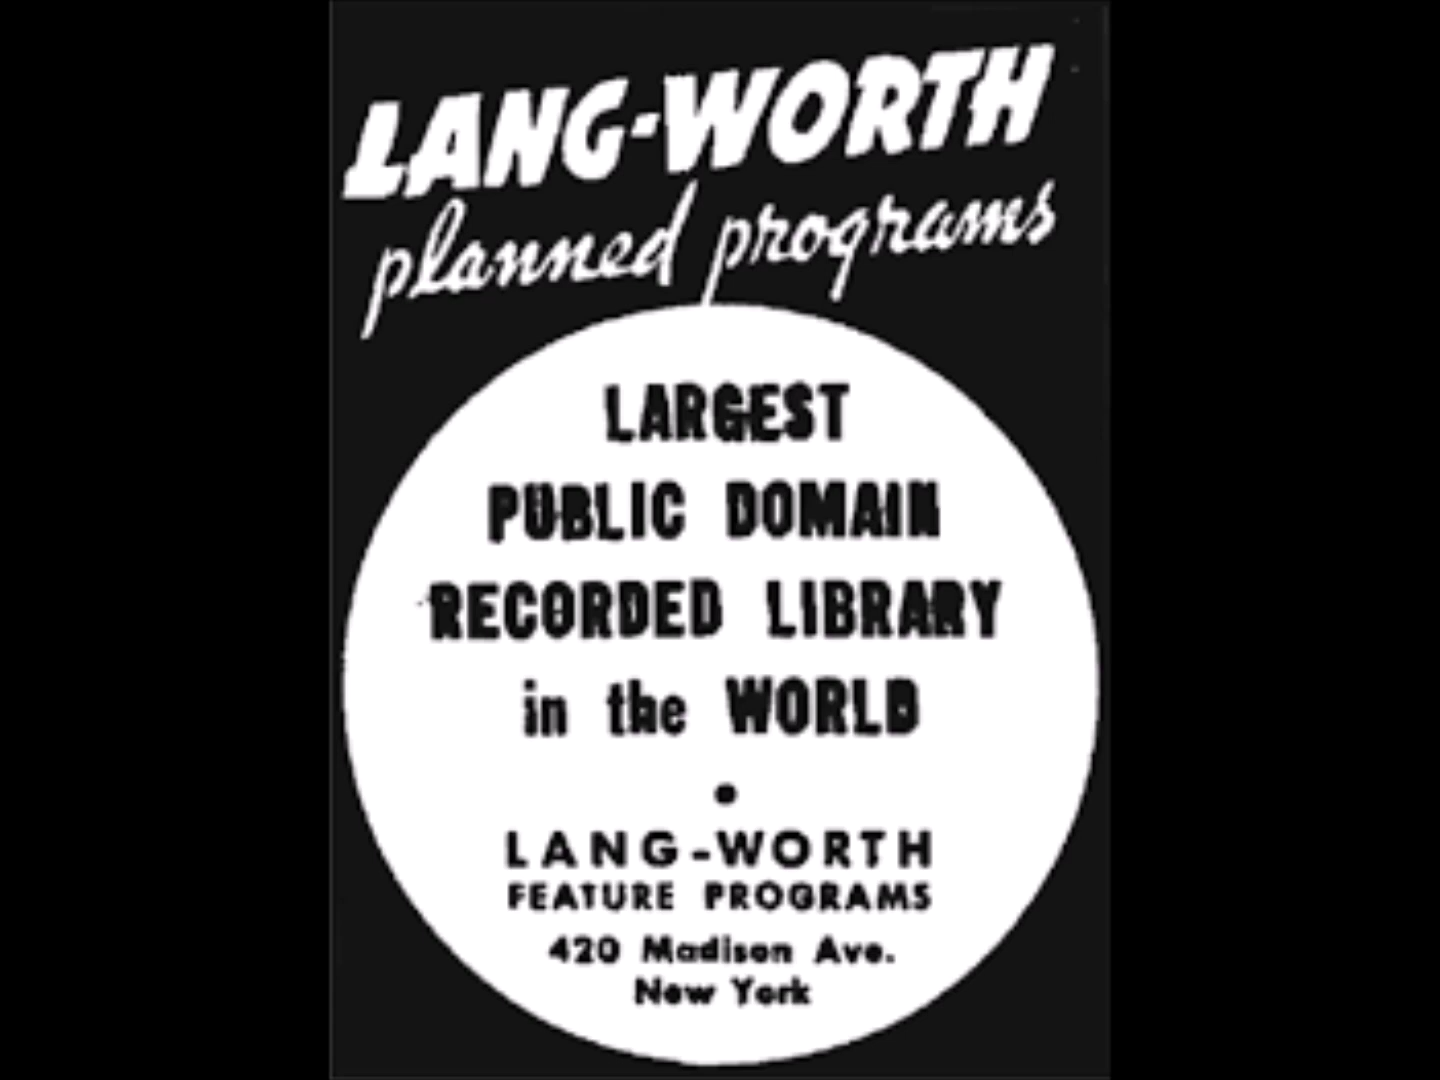 LANG-WORTH
planned programs
LARGEST
PUBLIC DOMAIN
RECORDED LIBRARY
in the WORLD
•
LANG-WORTH
FEATURE PROGRAMS
420 Madison Ave.
New York